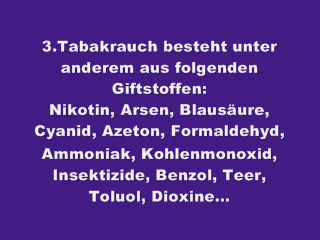 3.Tabakrauch besteht unter
anderem aus folgenden
Giftstoffen:
Nikotin, Arsen, Blausäure,
Cyanid, Azeton, Formaldehyd,
Ammoniak, Kohlenmonoxid,
Insektizide, Benzol, Teer,
Toluol, Dioxine...